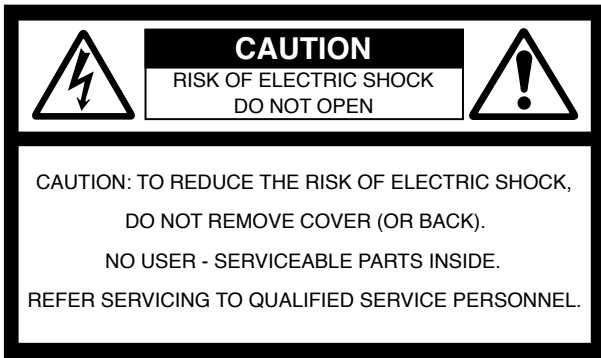 CAUTION
RISK OF ELECTRIC SHOCK
DO NOT OPEN
CAUTION: TO REDUCE THE RISK OF ELECTRIC SHOCK,
DO NOT REMOVE COVER (OR BACK).
NO USER - SERVICEABLE PARTS INSIDE.
REFER SERVICING TO QUALIFIED SERVICE PERSONNEL.